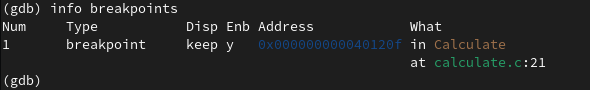 (gdb) info breakpoints
Num     Type           Disp Enb Address            What
1       breakpoint     keep y   0x000000000040120f in Calculate
                                                   at calculate.c:21
(gdb)